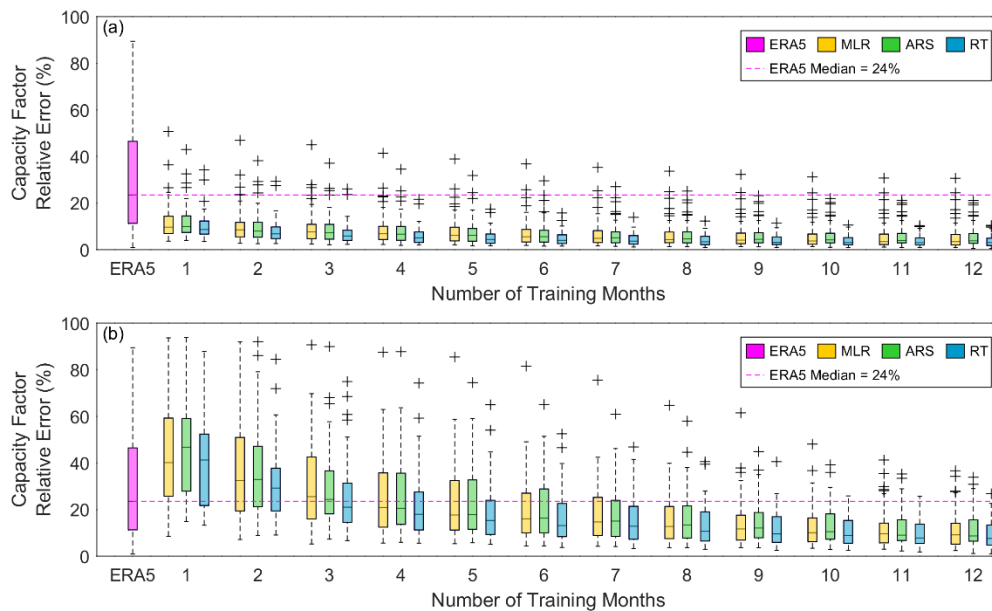 (a)
100
80
60
40
20
0
Capacity Factor
Relative Error (%)
ERA5 MLR ARS RT
ERA5 Median = 24%
ERA5 1 2 3 4 5 6 7 8 9 10 11 12
Number of Training Months
(b)
100
80
60
40
20
0
Capacity Factor
Relative Error (%)
ERA5 MLR ARS RT
ERA5 Median = 24%
ERA5 1 2 3 4 5 6 7 8 9 10 11 12
Number of Training Months